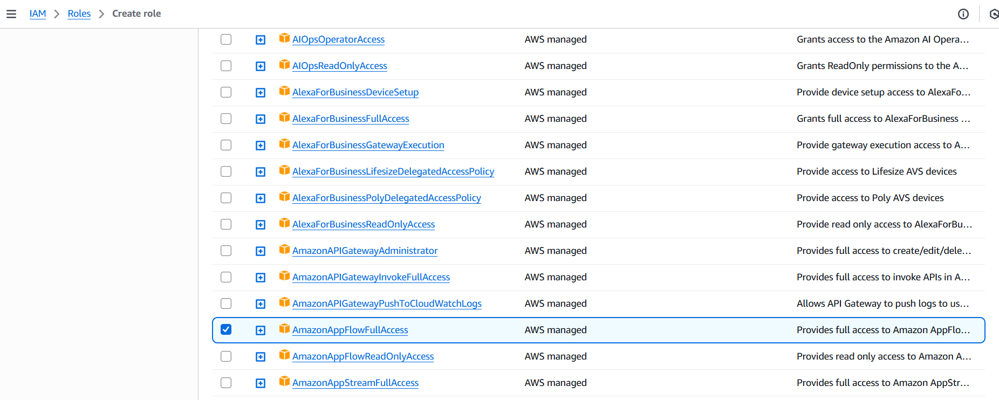 IAM > Roles > Create role
AIOpsOperatorAccess AWS managed Grants access to the Amazon AI Opera...
AIOpsReadOnlyAccess AWS managed Grants ReadOnly permissions to the A...
AlexaForBusinessDeviceSetup AWS managed Provide device setup access to AlexaFo...
AlexaForBusinessFullAccess AWS managed Grants full access to AlexaForBusiness ...
AlexaForBusinessGatewayExecution AWS managed Provide gateway execution access to A...
AlexaForBusinessLifesizeDelegatedAccessPolicy AWS managed Provide access to Lifesize AVS devices
AlexaForBusinessPolyDelegatedAccessPolicy AWS managed Provide access to Poly AVS devices
AlexaForBusinessReadOnlyAccess AWS managed Provide read only access to AlexaForBu...
AmazonAPIGatewayAdministrator AWS managed Provides full access to create/edit/dele...
AmazonAPIGatewayInvokeFullAccess AWS managed Provides full access to invoke APIs in A...
AmazonAPIGatewayPushToCloudWatchLogs AWS managed Allows API Gateway to push logs to us...
AmazonAppFlowFullAccess AWS managed Provides full access to Amazon AppFlo...
AmazonAppFlowReadOnlyAccess AWS managed Provides read only access to Amazon A...
AmazonAppStreamFullAccess AWS managed Provides full access to Amazon AppStr...